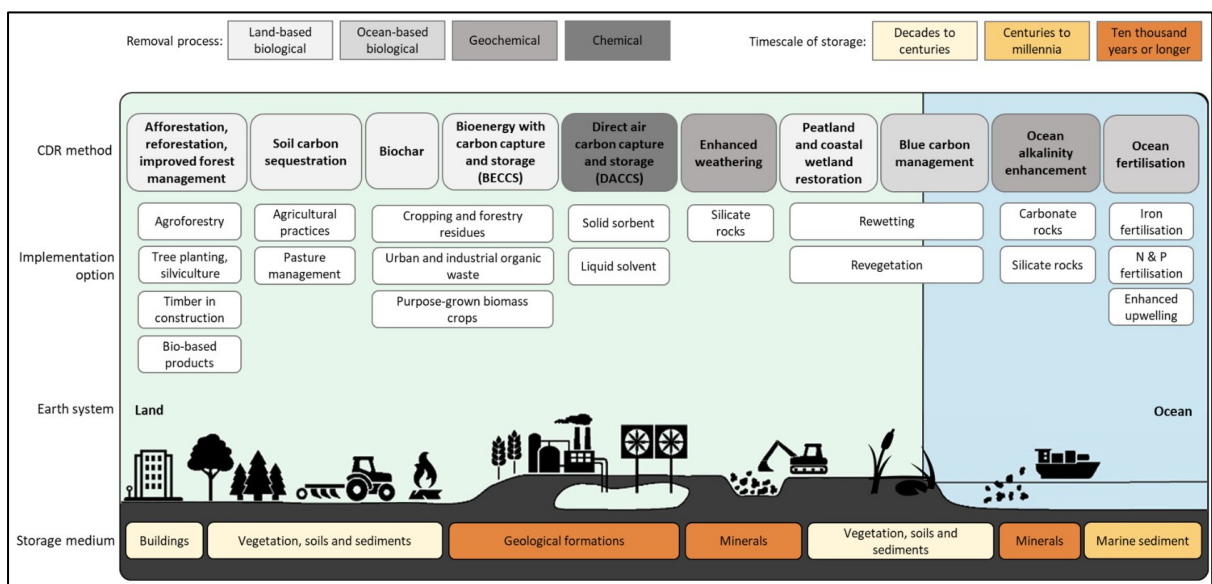 Removal process:
Land-based
biological
Ocean-based
biological
Geochemical
Chemical
Timescale of storage:
Decades to
centuries
Centuries to
millennia
Ten thousand
years or longer
CDR method
Afforestation,
reforestation,
improved forest
management
Soil carbon
sequestration
Biochar
Bioenergy with
carbon capture
and storage
(BECCS)
Direct air
carbon capture
and storage
(DACCS)
Enhanced
weathering
Peatland
and coastal
wetland
restoration
Blue carbon
management
Ocean
alkalinity
enhancement
Ocean
fertilisation
Implementation
option
Agroforestry
Tree planting,
silviculture
Timber in
construction
Bio-based
products
Agricultural
practices
Pasture
management
Cropping and forestry
residues
Urban and industrial organic
waste
Purpose-grown biomass
crops
Solid sorbent
Liquid solvent
Silicate
rocks
Rewetting
Revegetation
Carbonate
rocks
Silicate rocks
Iron
fertilisation
N & P
fertilisation
Enhanced
upwelling
Earth system
Land
Ocean
Storage medium
Buildings
Vegetation, soils and sediments
Geological formations
Minerals
Vegetation, soils and
sediments
Minerals
Marine sediment